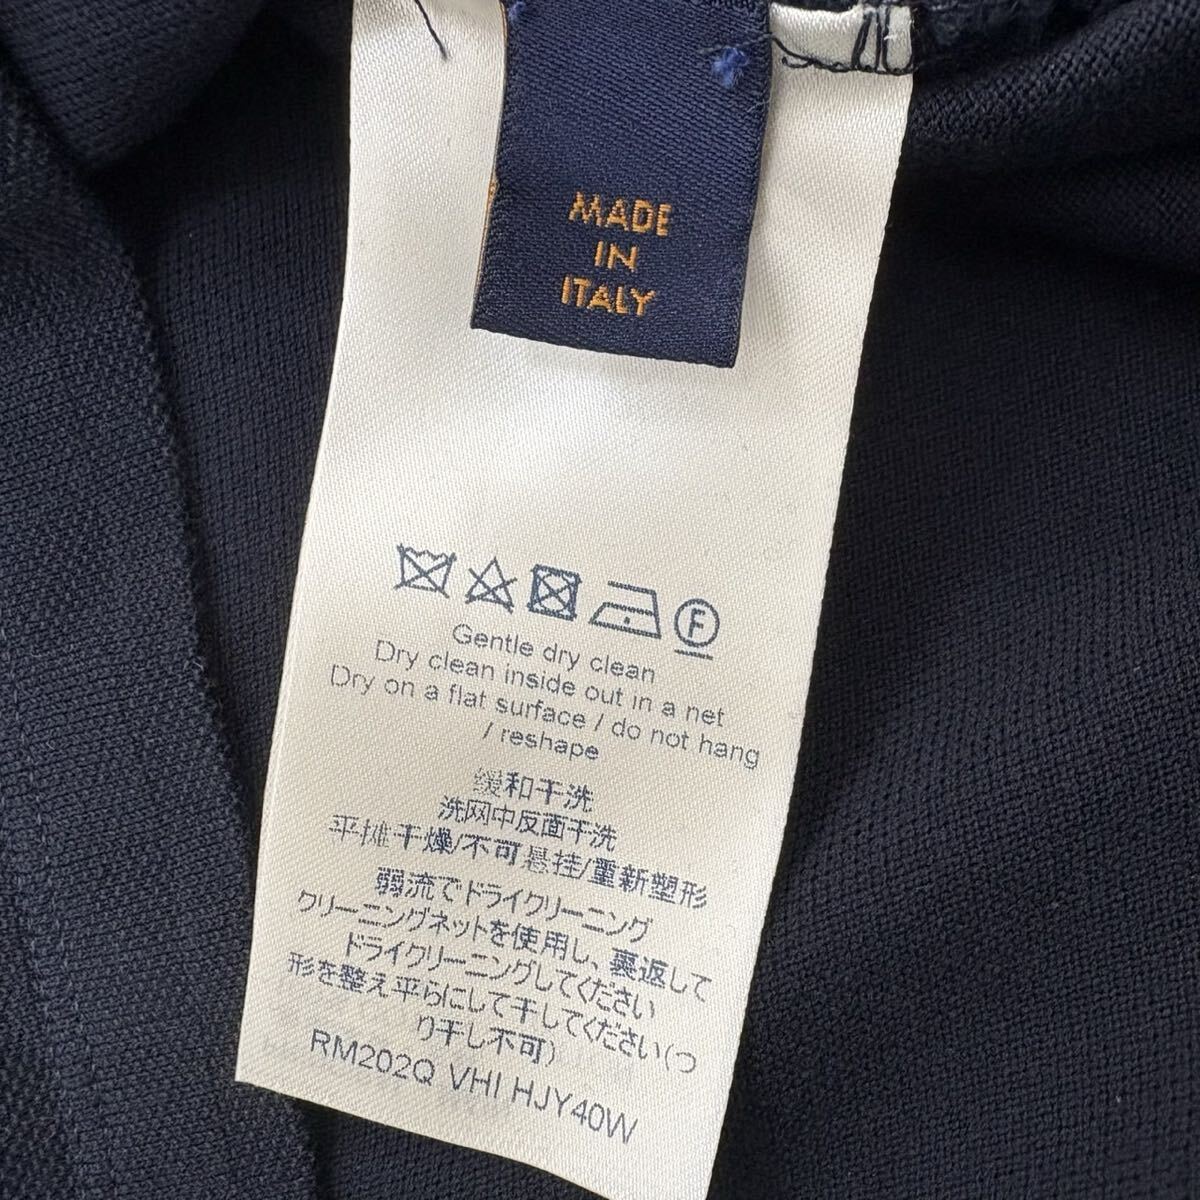 MADE
IN
ITALY
F
Gentle dry clean
Dry clean inside out in a net
Dry on a flat surface / do not hang
/ reshape
缓和干洗
洗网中反面干洗
平摊干燥/不可悬挂/重新塑形
弱流でドライクリーニング
クリーニングネットを使用し、裏返して
ドライクリーニングしてください
形を整え平らにして干してください(つ
り干し不可)
RM202Q VHI HJY40W